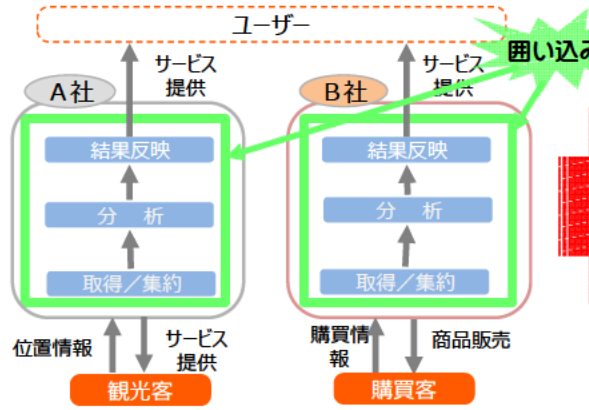 ユーザー
サービス
提供
サービス
提供
囲い込み
A社
B社
結果反映
結果反映
分 析
分 析
取得／集約
取得／集約
位置情報
サービス
提供
購買情
報
商品販売
観光客
購買客